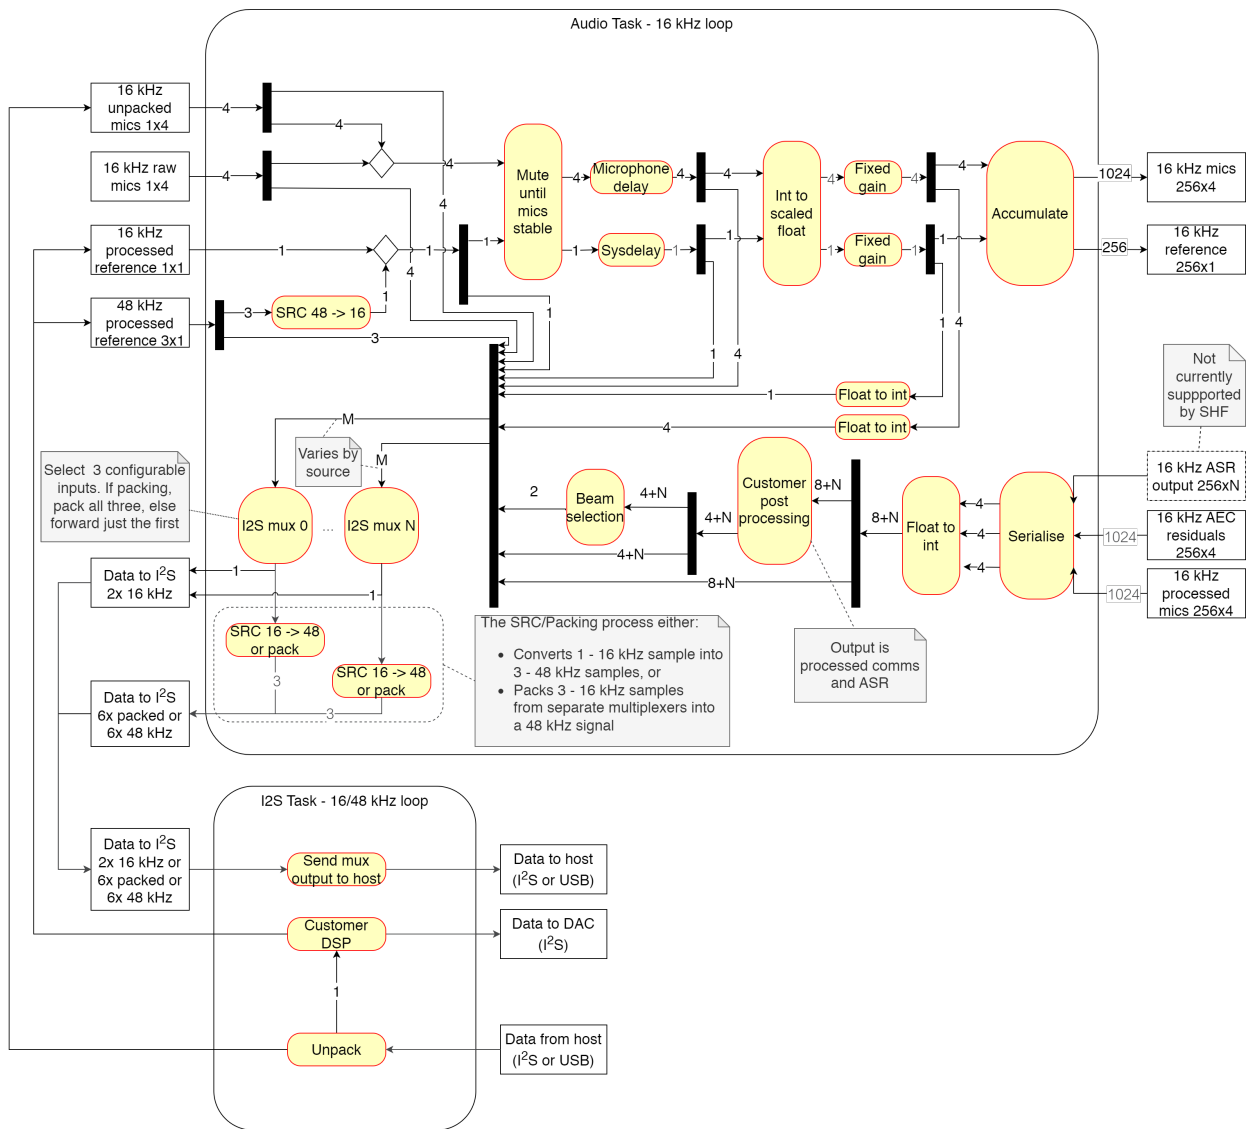 Audio Task - 16 kHz loop
16 kHz
unpacked
mics 1x4
4
4
16 kHz raw
mics 1x4
4
4
4
16 kHz
processed
reference 1x1
1
1
1
4
1
48 kHz
processed
reference 3x1
3
SRC 48 -> 16
3
1
Mute
until
mics
stable
4
Microphone
delay
4
4
1
Sysdelay
1
1
1
4
Int to
scaled
float
4
Fixed
gain
4
4
1
Fixed
gain
1
1
1
4
Accumulate
1024
16 kHz mics
256x4
256
16 kHz
reference
256x1
1
Float to int
4
Float to int
Not
currently
suppported
by SHF
M
M
Varies by
source
Select 3 configurable
inputs. If packing,
pack all three, else
forward just the first
I2S mux 0
...
I2S mux N
2
Beam
selection
4+N
4+N
4+N
Customer
post
processing
8+N
8+N
8+N
Float to
int
4
4
4
Serialise
16 kHz ASR
output 256xN
1024
16 kHz AEC
residuals
256x4
1024
16 kHz
processed
mics 256x4
Data to I2S
2x 16 kHz
1
1
SRC 16 -> 48
or pack
3
SRC 16 -> 48
or pack
3
Data to I2S
6x packed or
6x 48 kHz
The SRC/Packing process either:
• Converts 1 - 16 kHz sample into
3 - 48 kHz samples, or
• Packs 3 - 16 kHz samples
from separate multiplexers into
a 48 kHz signal
Output is
processed comms
and ASR
I2S Task - 16/48 kHz loop
Data to I2S
2x 16 kHz or
6x packed or
6x 48 kHz
Send mux
output to host
Data to host
(I2S or USB)
Customer
DSP
Data to DAC
(I2S)
1
Unpack
Data from host
(I2S or USB)